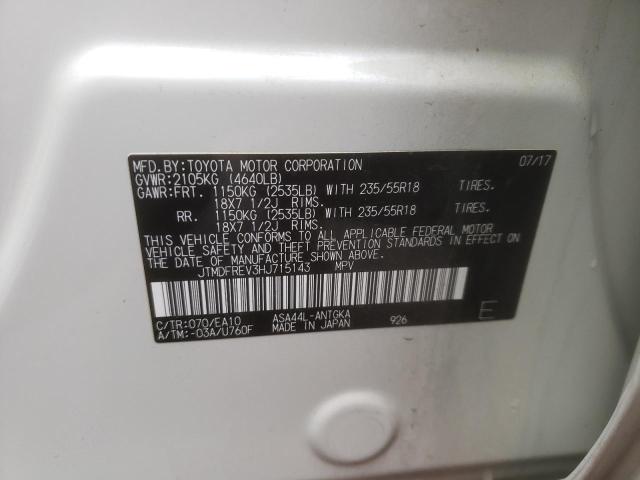 MFD.BY:TOYOTA MOTOR CORPORATION 07/17
GVWR:2105KG (4640LB)
GAWR:FRT. 1150KG (2535LB) WITH 235/55R18 TIRES.
18X7 1/2J RIMS.
RR. 1150KG (2535LB) WITH 235/55R18 TIRES.
18X7 1/2J RIMS.
THIS VEHICLE CONFORMS TO ALL APPLICABLE FEDERAL MOTOR
VEHICLE SAFETY AND THEFT PREVENTION STANDARDS IN EFFECT ON
THE DATE OF MANUFACTURE SHOWN ABOVE.
JTMDFREV3HJ715143 MPV
C/TR:070/EA10 ASA44L-ANTGKA 926 E
A/TM:-03A/U760F MADE IN JAPAN